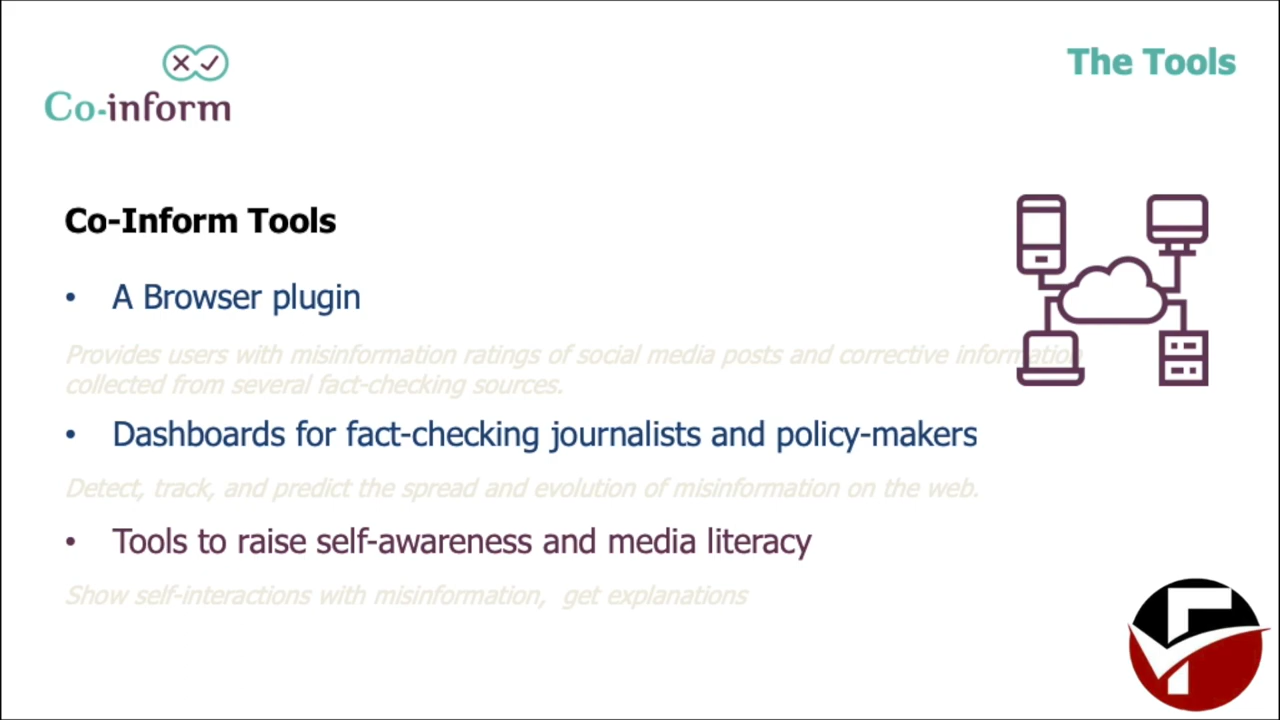 Co-inform
The Tools
Co-Inform Tools
• A Browser plugin
Provides users with misinformation ratings of social media posts and corrective information
collected from several fact-checking sources.
• Dashboards for fact-checking journalists and policy-makers
Detect, track, and predict the spread and evolution of misinformation on the web.
• Tools to raise self-awareness and media literacy
Show self-interactions with misinformation,  get explanations
F